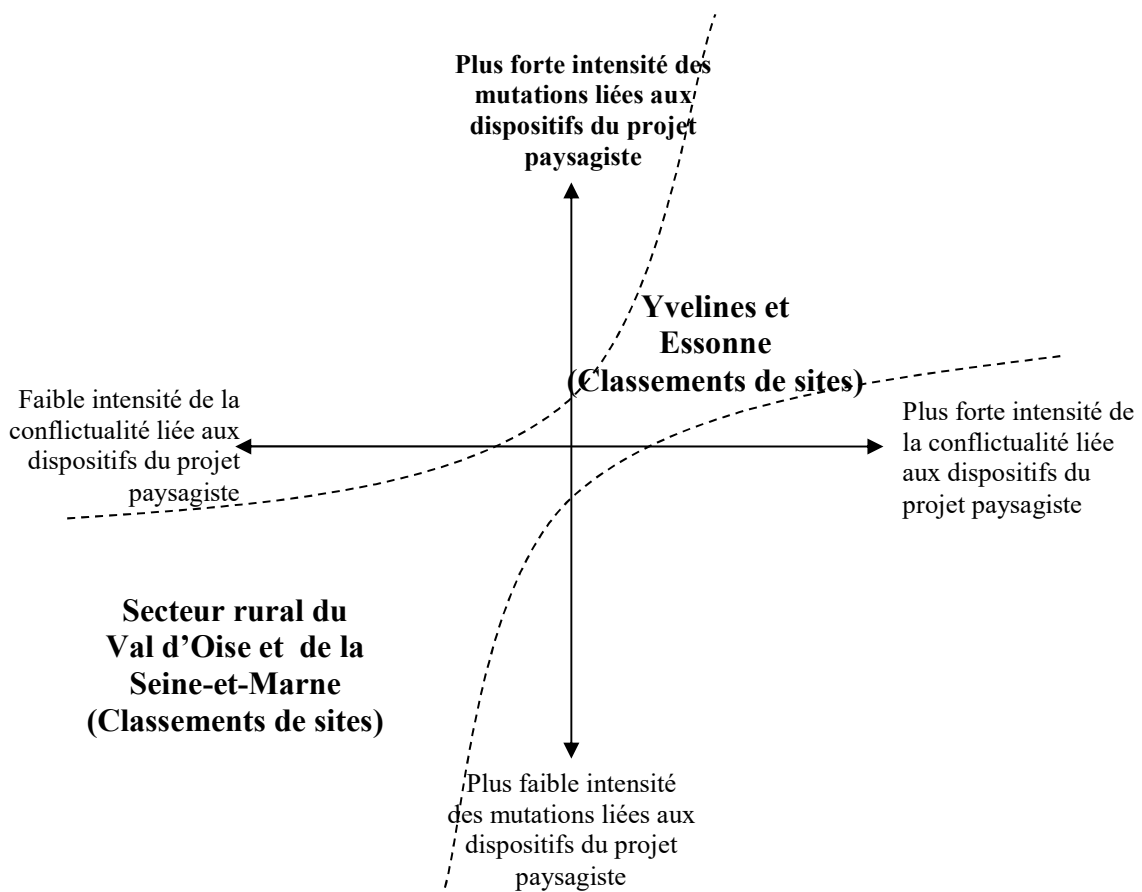 Plus forte intensité des
mutations liées aux
dispositifs du projet
paysagiste
Yvelines et
Essonne
(Classements de sites)
Faible intensité de la
conflictualité liée aux
dispositifs du projet
paysagiste
Plus forte intensité de
la conflictualité liée
aux dispositifs du
projet paysagiste
Secteur rural du
Val d’Oise et de la
Seine-et-Marne
(Classements de sites)
Plus faible intensité
des mutations liées aux
dispositifs du projet
paysagiste